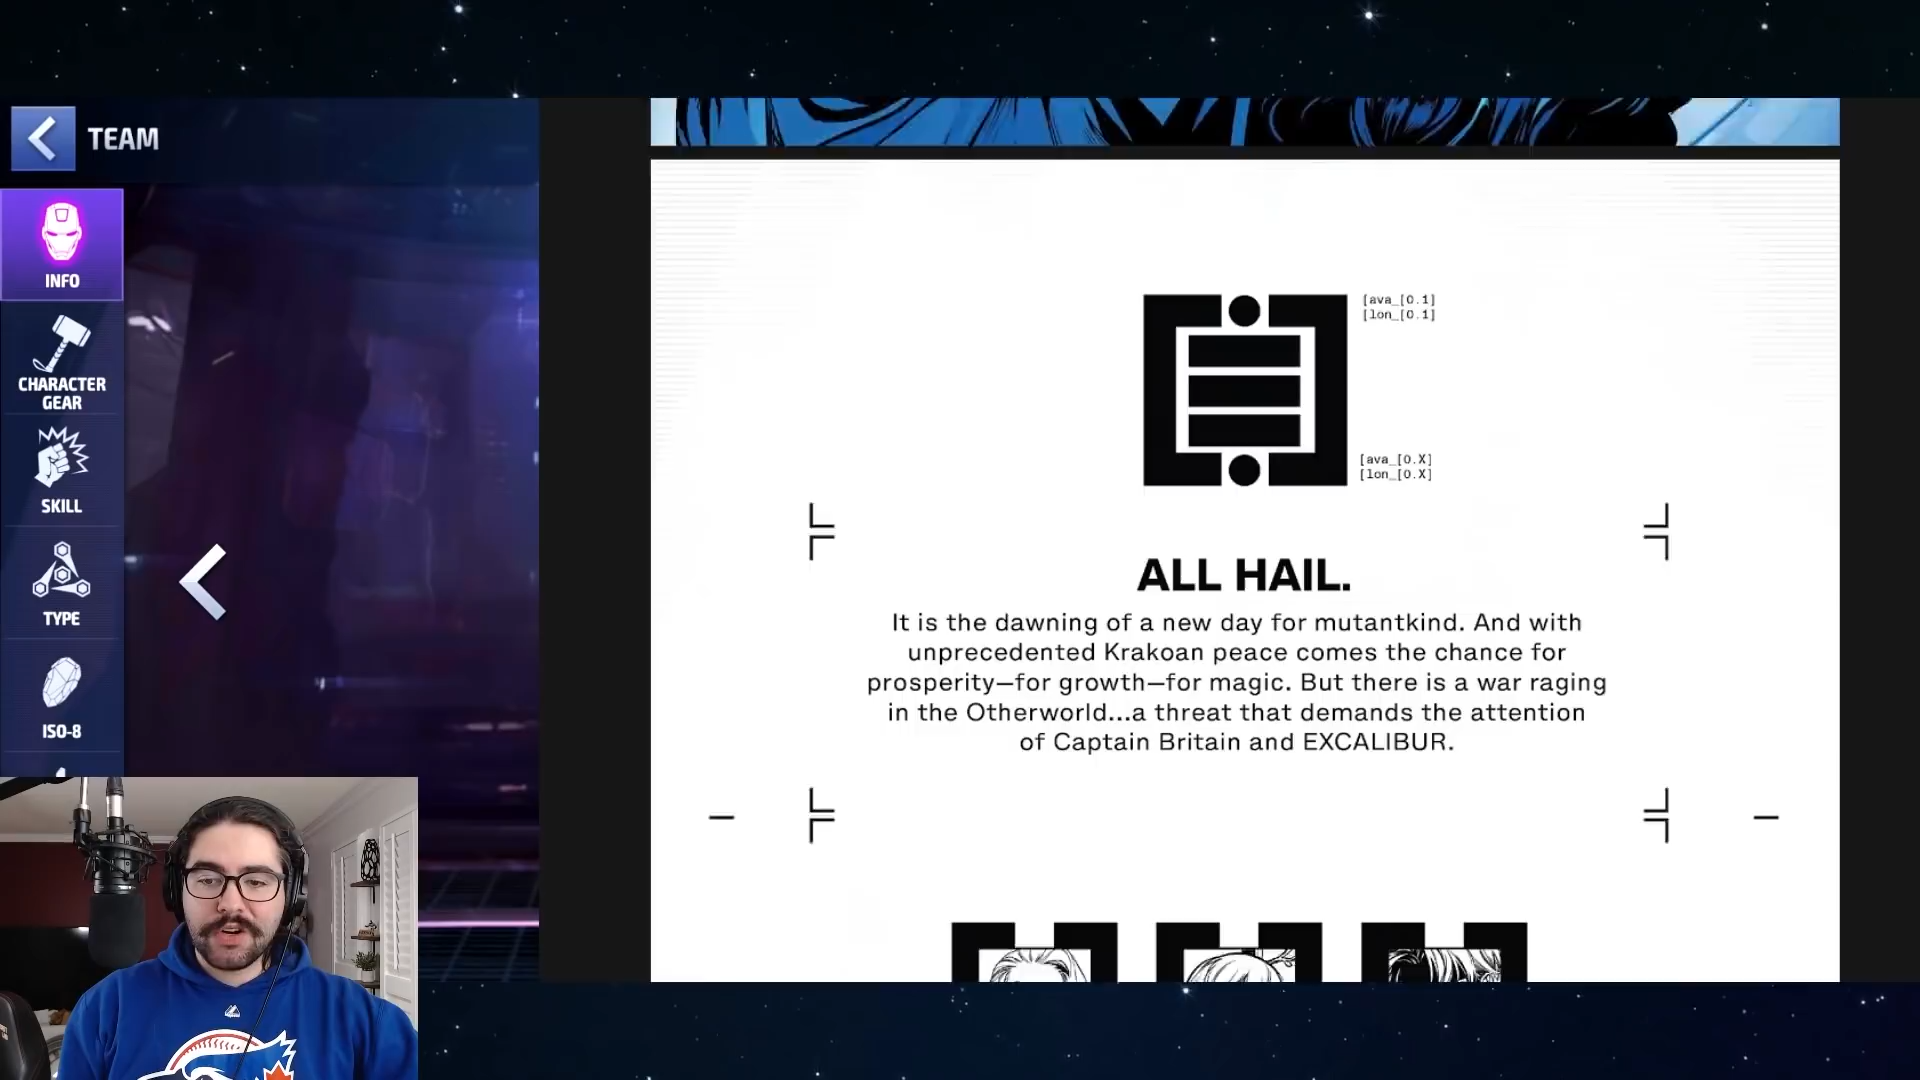 TEAM
INFO
CHARACTER
GEAR
SKILL
TYPE
ISO-8
[ava_[0.1]
[lon_[0.1]
[ava_[0.X]
[lon_[0.X]
ALL HAIL.
It is the dawning of a new day for mutantkind. And with
unprecedented Krakoan peace comes the chance for
prosperity—for growth—for magic. But there is a war raging
in the Otherworld...a threat that demands the attention
of Captain Britain and EXCALIBUR.